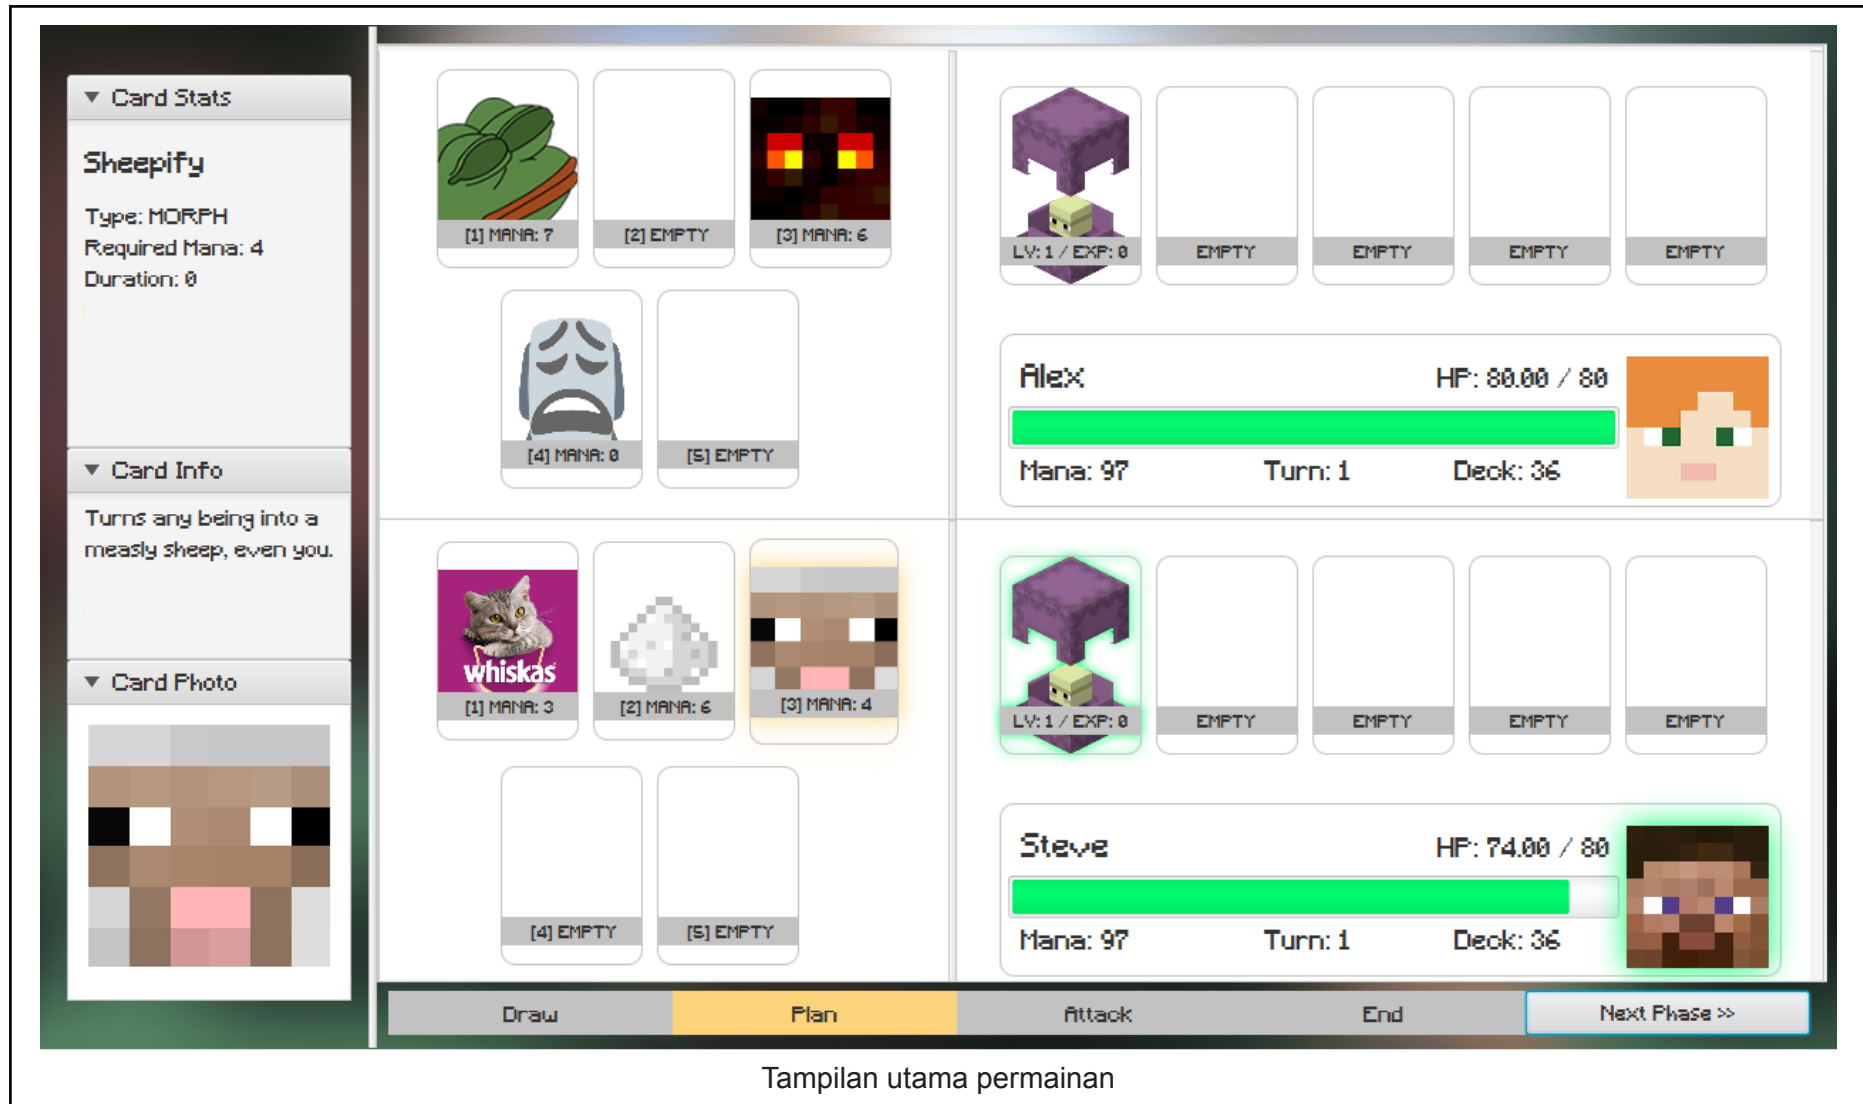 Card Stats
Sheepify
Type: MORPH
Required Mana: 4
Duration: 0
Card Info
Turns any being into a
measly sheep, even you.
Card Photo
[1] MANA: 7
[2] EMPTY
[3] MANA: 6
[4] MANA: 0
[5] EMPTY
LV: 1 / EXP: 0
EMPTY
EMPTY
EMPTY
EMPTY
Alex
HP: 80.00 / 80
Mana: 97
Turn: 1
Deck: 36
whiskas
[1] MANA: 3
[2] MANA: 6
[3] MANA: 4
[4] EMPTY
[5] EMPTY
LV: 1 / EXP: 0
EMPTY
EMPTY
EMPTY
EMPTY
Steve
HP: 74.00 / 80
Mana: 97
Turn: 1
Deck: 36
Draw
Plan
Attack
End
Next Phase >>
Tampilan utama permainan